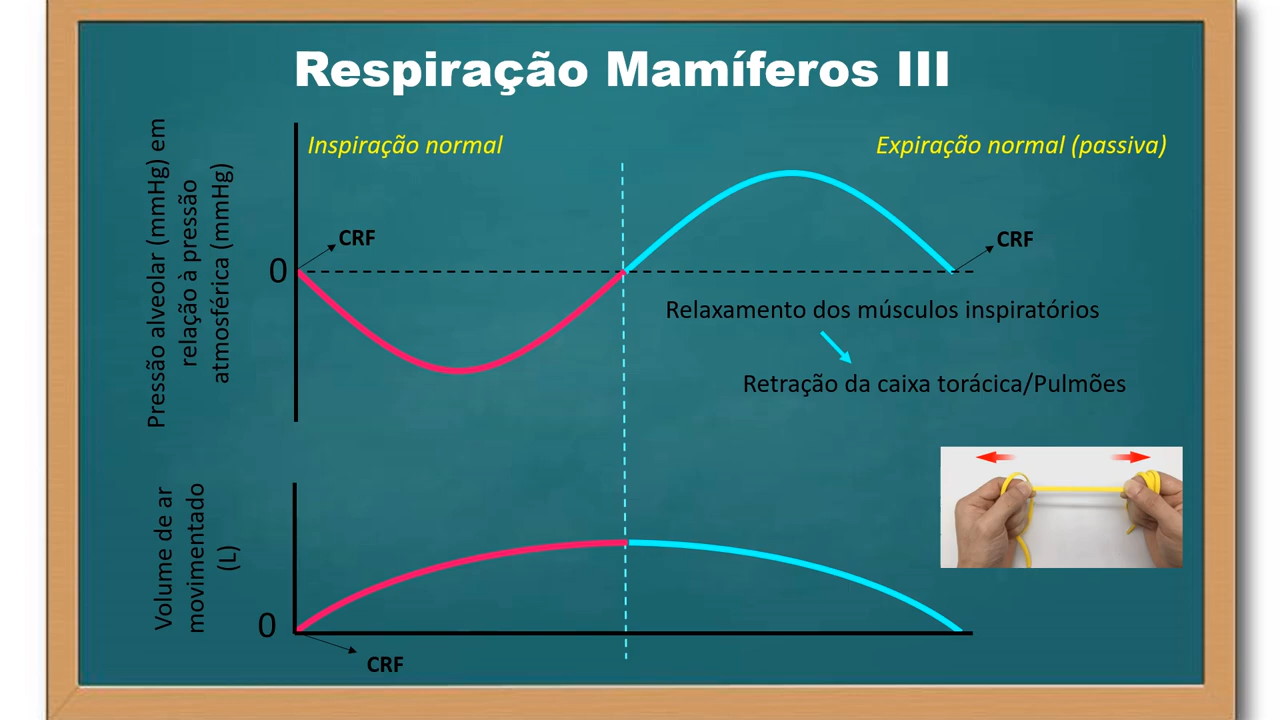 Respiração Mamíferos III
Pressão alveolar (mmHg) em
relação à pressão
atmosférica (mmHg)
Inspiração normal
Expiração normal (passiva)
CRF
CRF
0
Relaxamento dos músculos inspiratórios
Retração da caixa torácica/Pulmões
Volume de ar
movimentado
(L)
0
CRF